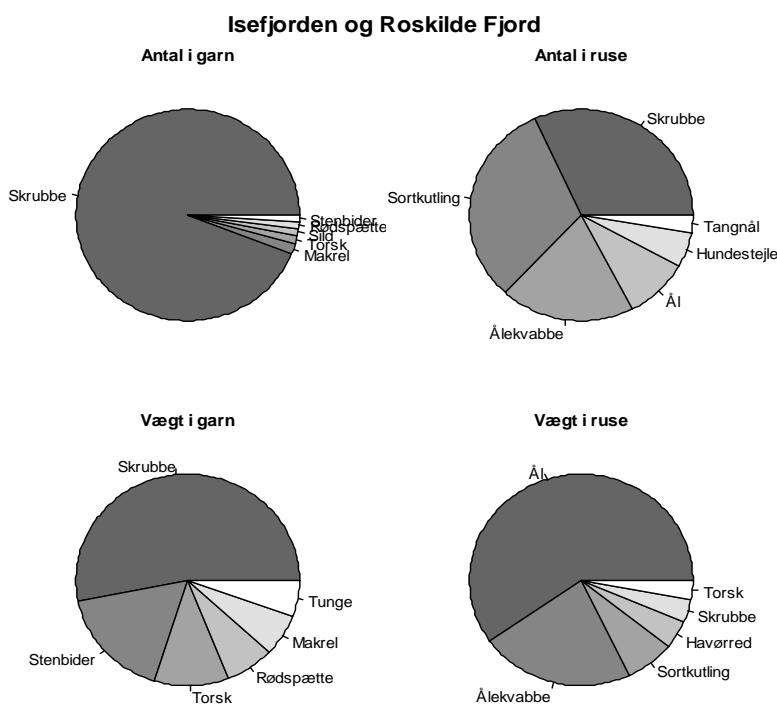 Isefjorden og Roskilde Fjord
Antal i garn
Skrubbe
Stenbider
Rødspætte
Sild
Torsk
Makrel
Antal i ruse
Skrubbe
Sortkutling
Tangnål
Hundestejle
Ål
Ålekvabbe
Vægt i garn
Skrubbe
Tunge
Makrel
Stenbider
Rødspætte
Torsk
Vægt i ruse
Ål
Torsk
Skrubbe
Havørred
Sortkutling
Ålekvabbe